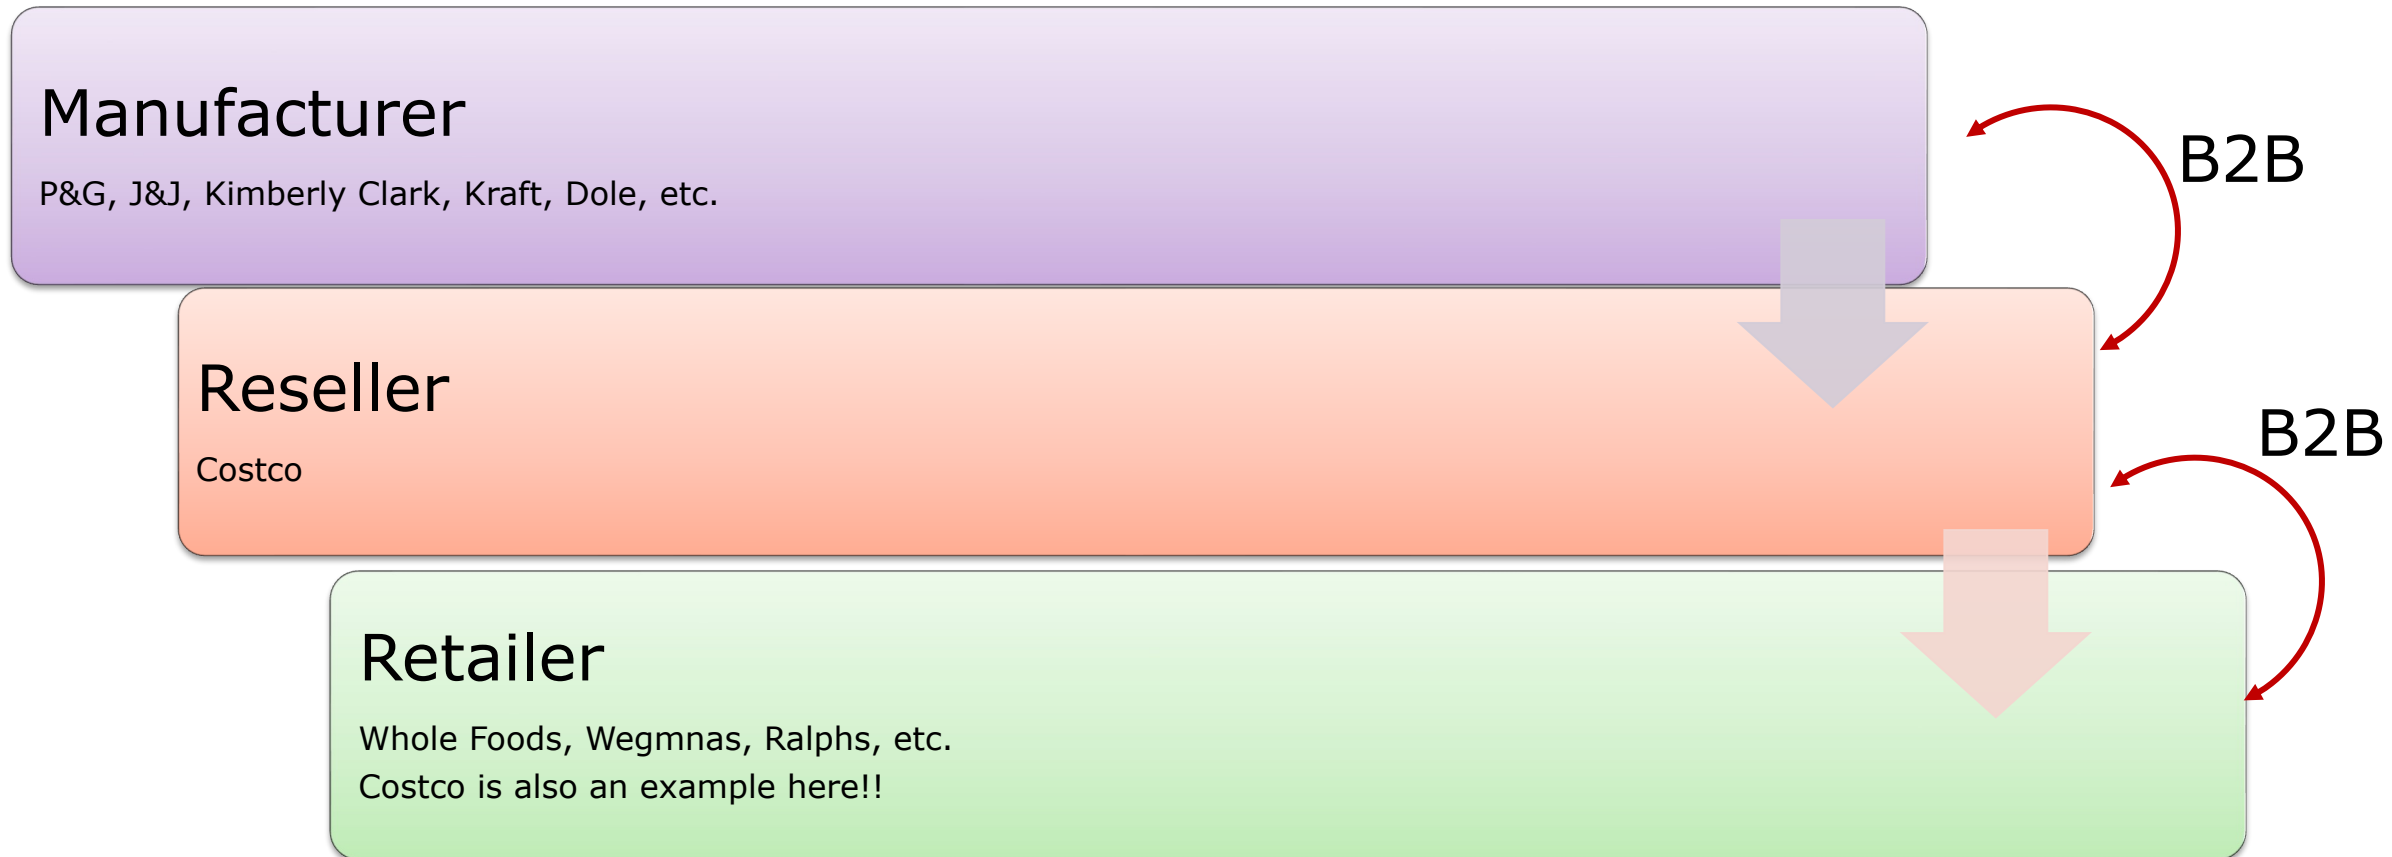 Manufacturer
P&G, J&J, Kimberly Clark, Kraft, Dole, etc.
B2B
Reseller
Costco
B2B
Retailer
Whole Foods, Wegmnas, Ralphs, etc.
Costco is also an example here!!